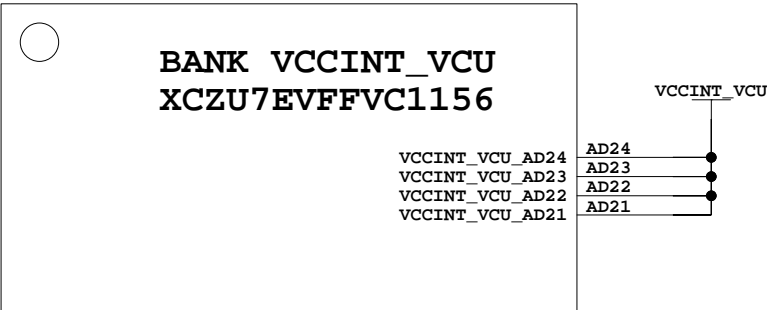 BANK VCCINT_VCU
XCZU7EVFFVC1156
VCCINT_VCU
VCCINT_VCU_AD24 AD24
VCCINT_VCU_AD23 AD23
VCCINT_VCU_AD22 AD22
VCCINT_VCU_AD21 AD21